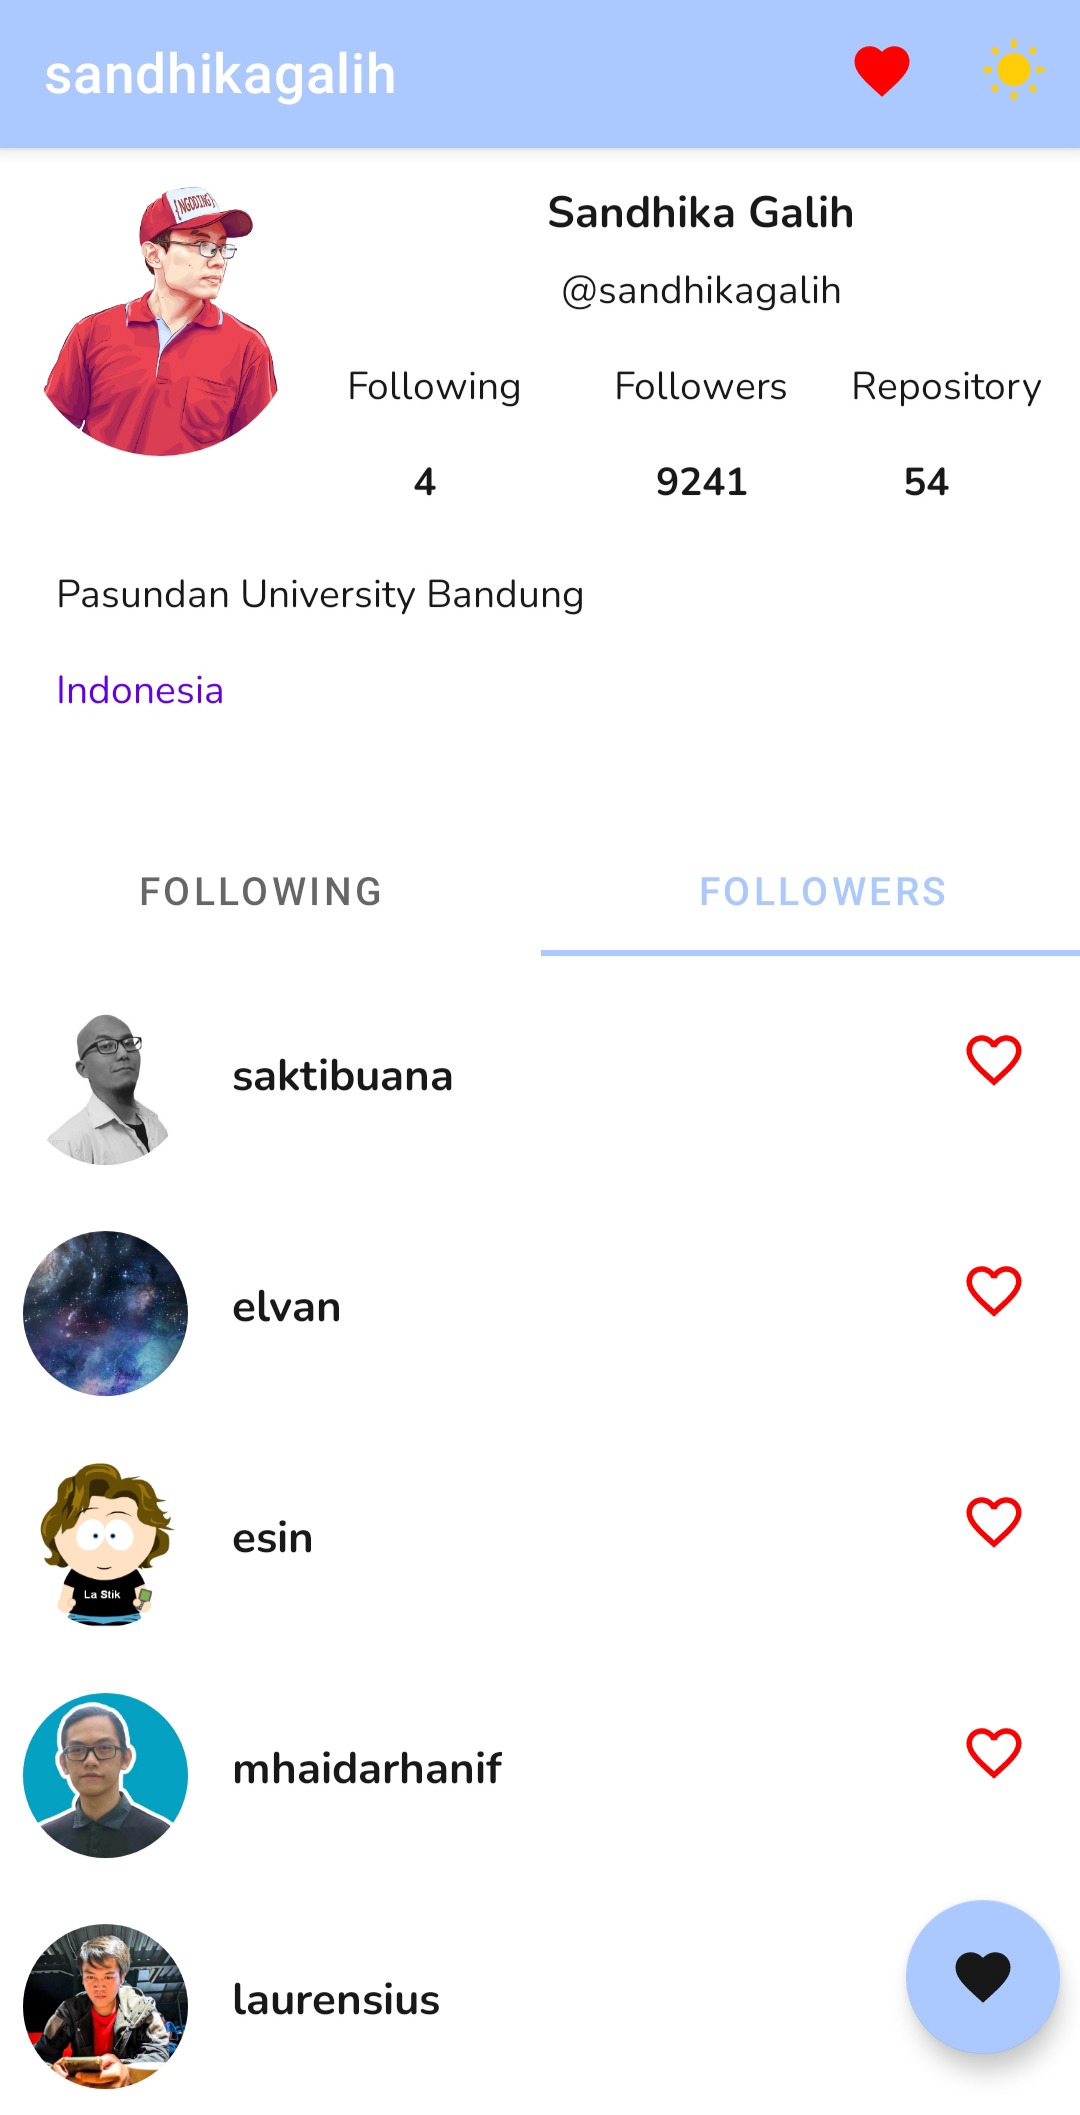 sandhikagalih
{NGODING}
Sandhika Galih
@sandhikagalih
Following Followers Repository
4 9241 54
Pasundan University Bandung
Indonesia
FOLLOWING FOLLOWERS
saktibuana
elvan
La Stik
esin
mhaidarhanif
laurensius